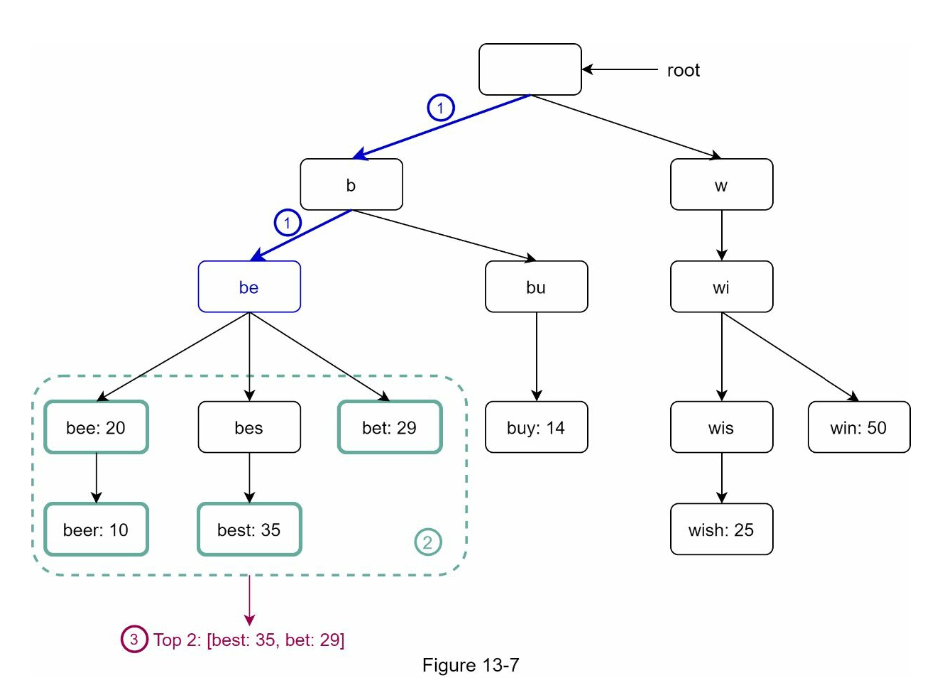 root
1
b
w
1
be
bu
wi
bee: 20
bes
bet: 29
buy: 14
wis
win: 50
beer: 10
best: 35
2
wish: 25
3 Top 2: [best: 35, bet: 29]
Figure 13-7